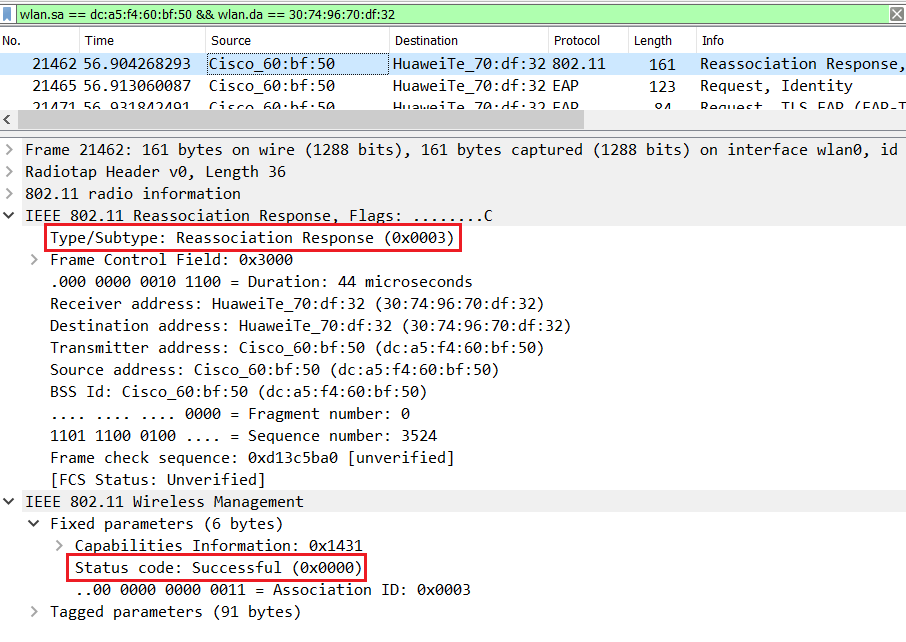 wlan.sa == dc:a5:f4:60:bf:50 && wlan.da == 30:74:96:70:df:32
No. Time Source Destination Protocol Length Info
21462 56.904268293 Cisco_60:bf:50 HuaweiTe_70:df:32 802.11 161 Reassociation Response,
21465 56.913060087 Cisco_60:bf:50 HuaweiTe_70:df:32 EAP 123 Request, Identity
21471 56.931842491 Cisco_60:bf:50 HuaweiTe_70:df:32 EAP 84 Request, TLS EAP (EAP-T
Frame 21462: 161 bytes on wire (1288 bits), 161 bytes captured (1288 bits) on interface wlan0, id
Radiotap Header v0, Length 36
802.11 radio information
IEEE 802.11 Reassociation Response, Flags: ........C
Type/Subtype: Reassociation Response (0x0003)
Frame Control Field: 0x3000
.000 0000 0010 1100 = Duration: 44 microseconds
Receiver address: HuaweiTe_70:df:32 (30:74:96:70:df:32)
Destination address: HuaweiTe_70:df:32 (30:74:96:70:df:32)
Transmitter address: Cisco_60:bf:50 (dc:a5:f4:60:bf:50)
Source address: Cisco_60:bf:50 (dc:a5:f4:60:bf:50)
BSS Id: Cisco_60:bf:50 (dc:a5:f4:60:bf:50)
.... .... .... 0000 = Fragment number: 0
1101 1100 0100 .... = Sequence number: 3524
Frame check sequence: 0xd13c5ba0 [unverified]
[FCS Status: Unverified]
IEEE 802.11 Wireless Management
Fixed parameters (6 bytes)
Capabilities Information: 0x1431
Status code: Successful (0x0000)
..00 0000 0000 0011 = Association ID: 0x0003
Tagged parameters (91 bytes)